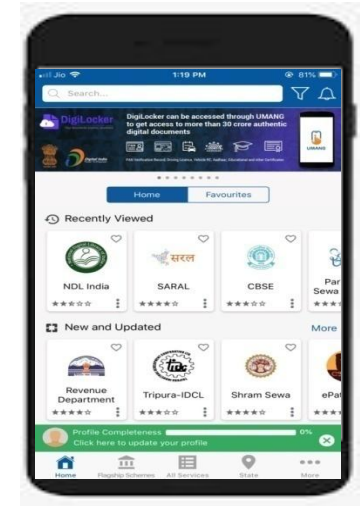 Jio 1:19 PM 81%
Search...
DigiLocker
DigiLocker can be accessed through UMANG
to get access to more than 30 crore authentic
digital documents
UMANG
Home Favourites
Recently Viewed
NDL India
सरल
SARAL
CBSE
Par
Sewa
New and Updated More
Revenue
Department
Tripura-IDCL
Shram Sewa
ePat
Profile Completeness 0%
Click here to update your profile
Home Flagship Schemes All Services State More